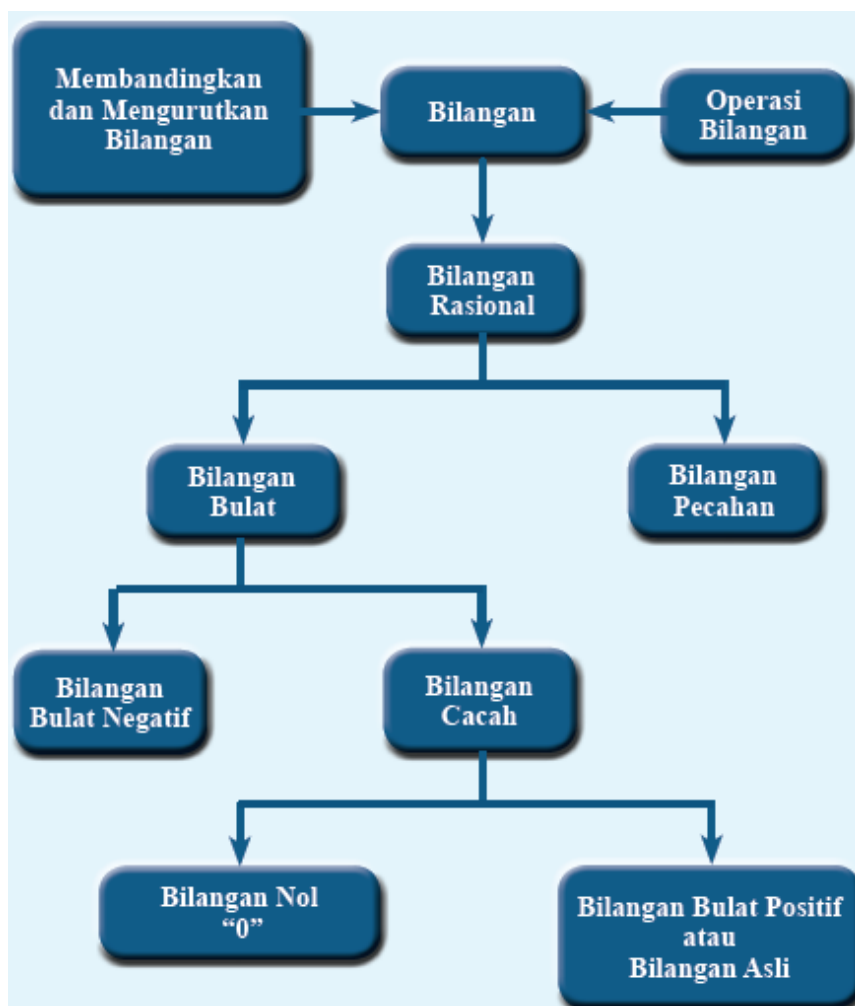 Membandingkan
dan Mengurutkan
Bilangan
Bilangan
Operasi
Bilangan
Bilangan
Rasional
Bilangan
Bulat
Bilangan
Pecahan
Bilangan
Bulat Negatif
Bilangan
Cacah
Bilangan Nol
“0”
Bilangan Bulat Positif
atau
Bilangan Asli